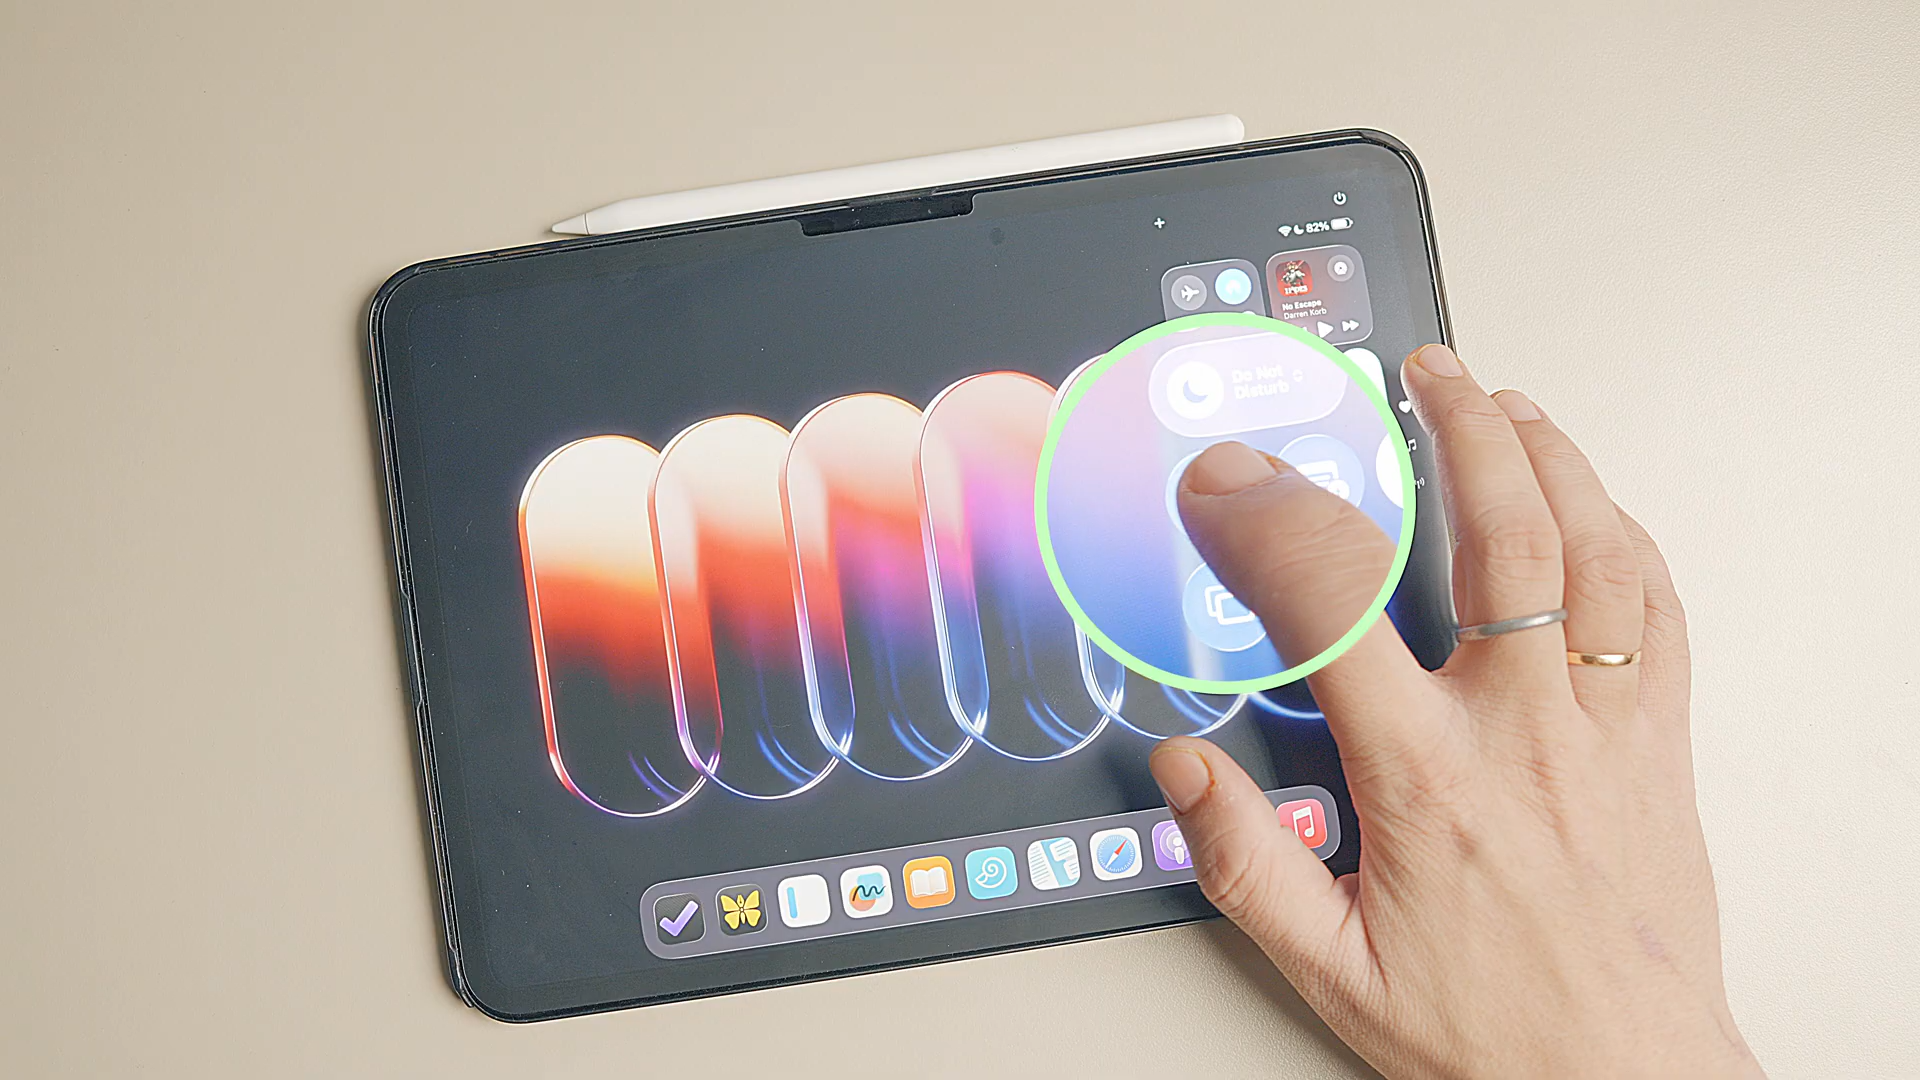 82%
No Escape
Darren Korb
Do Not
Disturb